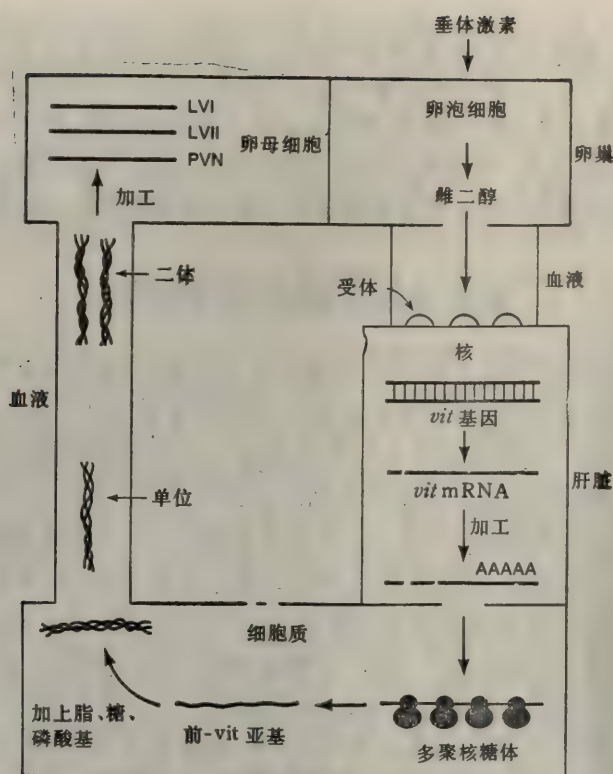 垂体激素
LVI
LVII
PVN
卵母细胞
卵泡细胞
卵巢
加工
雌二醇
二体
受体
血液
核
血液
vit 基因
单位
vit mRNA
肝脏
加工
AAAAA
细胞质
加上脂、糖、
磷酸基
前-vit 亚基
多聚核糖体